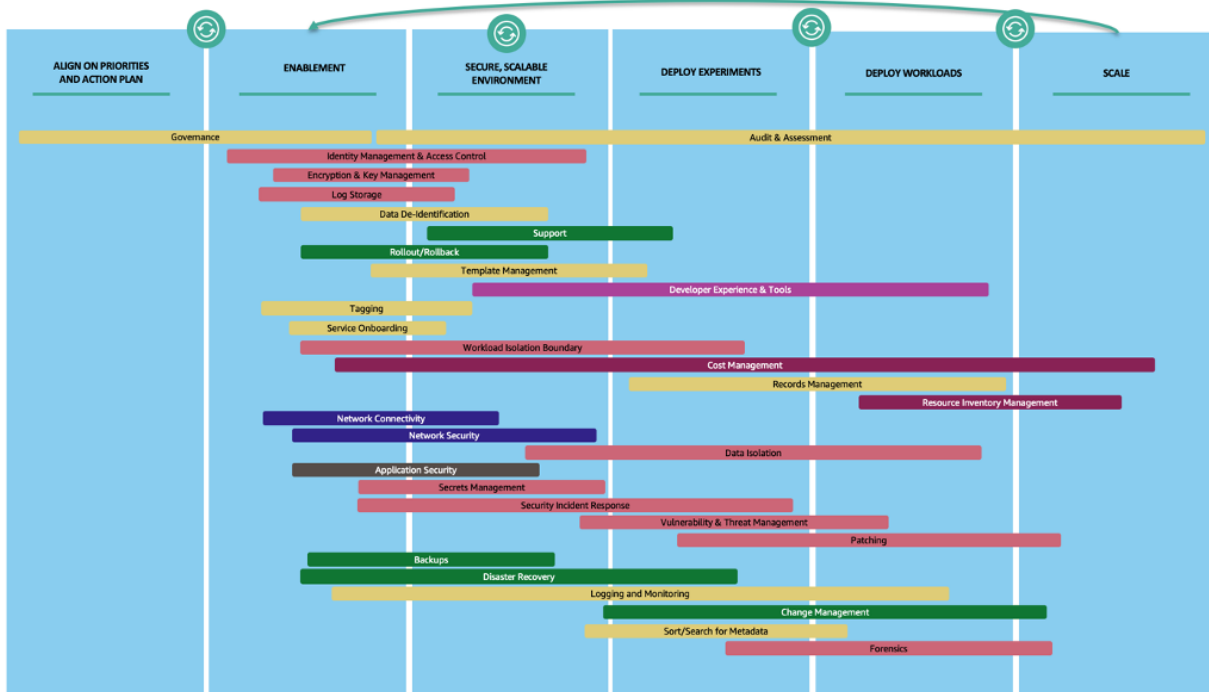 ALIGN ON PRIORITIES
AND ACTION PLAN
ENABLEMENT
SECURE, SCALABLE
ENVIRONMENT
DEPLOY EXPERIMENTS
DEPLOY WORKLOADS
SCALE
Governance
Audit & Assessment
Identity Management & Access Control
Encryption & Key Management
Log Storage
Data De-Identification
Support
Rollout/Rollback
Template Management
Developer Experience & Tools
Tagging
Service Onboarding
Workload Isolation Boundary
Cost Management
Records Management
Resource Inventory Management
Network Connectivity
Network Security
Data Isolation
Application Security
Secrets Management
Security Incident Response
Vulnerability & Threat Management
Patching
Backups
Disaster Recovery
Logging and Monitoring
Change Management
Sort/Search for Metadata
Forensics